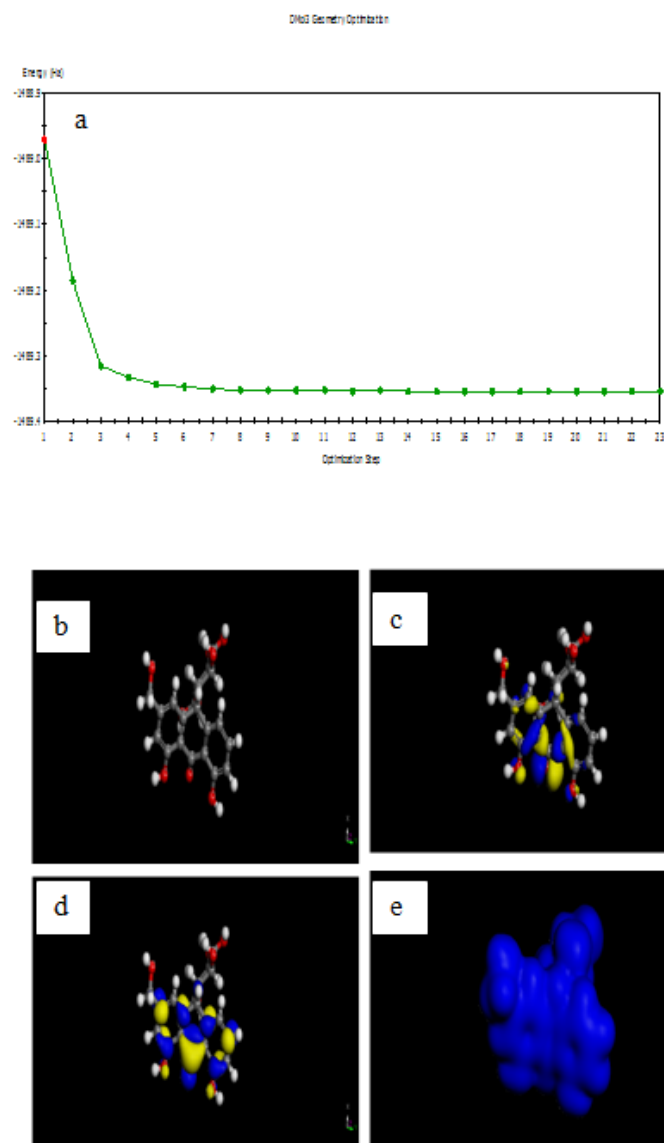 DMol3 Geometry Optimization
Energy (Ha)
a
1 2 3 4 5 6 7 8 9 10 11 12 13 14 15 16 17 18 19 20 21 22 23
Optimization Step
b
c
d
e